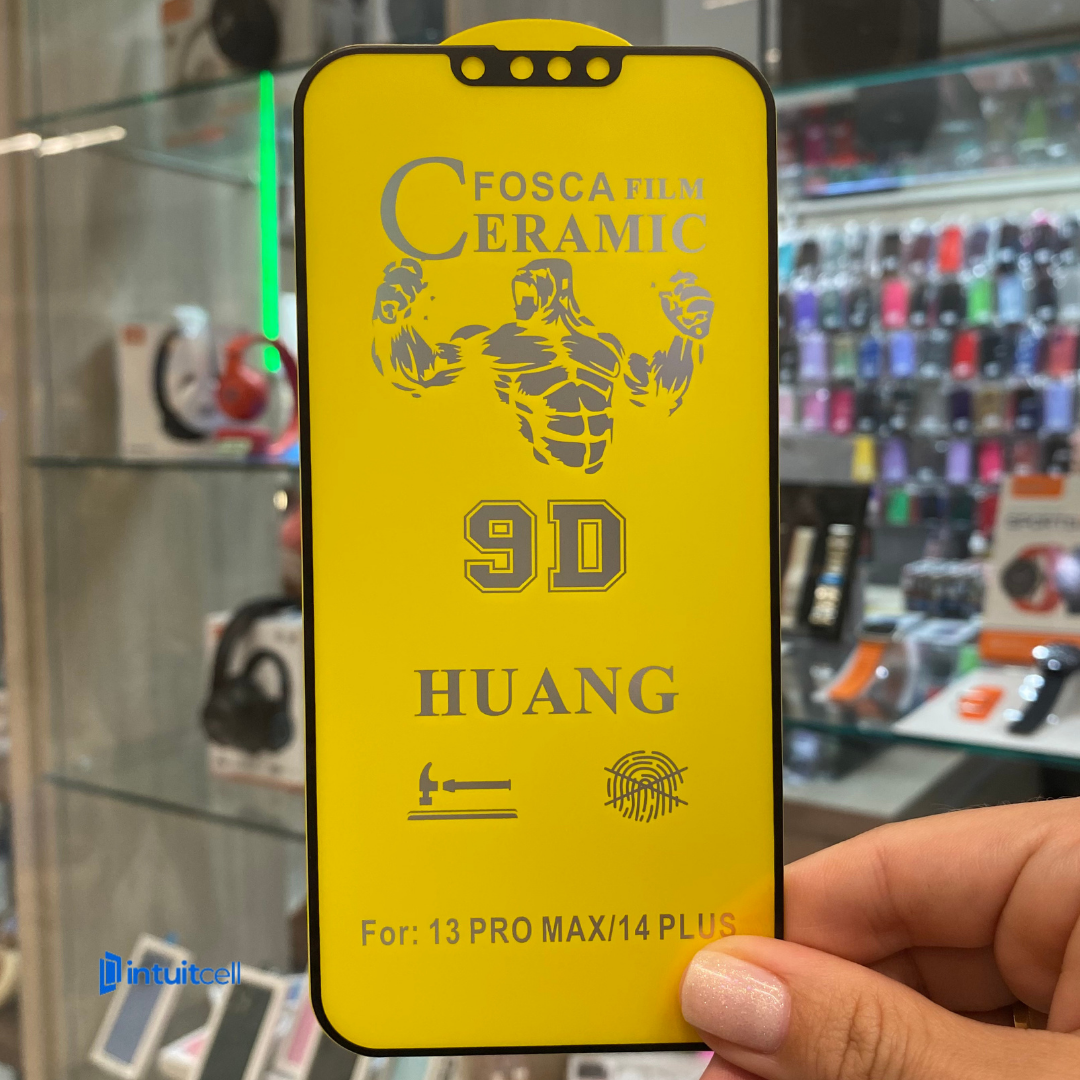 FOSCA FILM
CERAMIC
9D
HUANG
For: 13 PRO MAX/14 PLUS
intuitcell